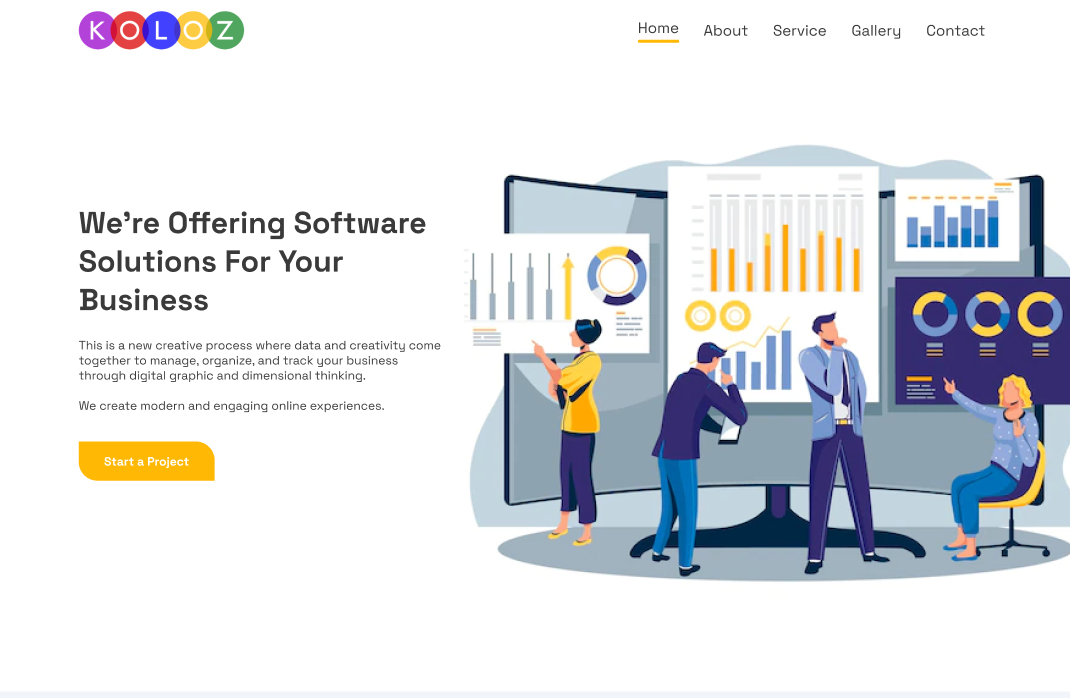 KOLOZ
Home About Service Gallery Contact
We’re Offering Software
Solutions For Your
Business
This is a new creative process where data and creativity come
together to manage, organize, and track your business
through digital graphic and dimensional thinking.
We create modern and engaging online experiences.
Start a Project